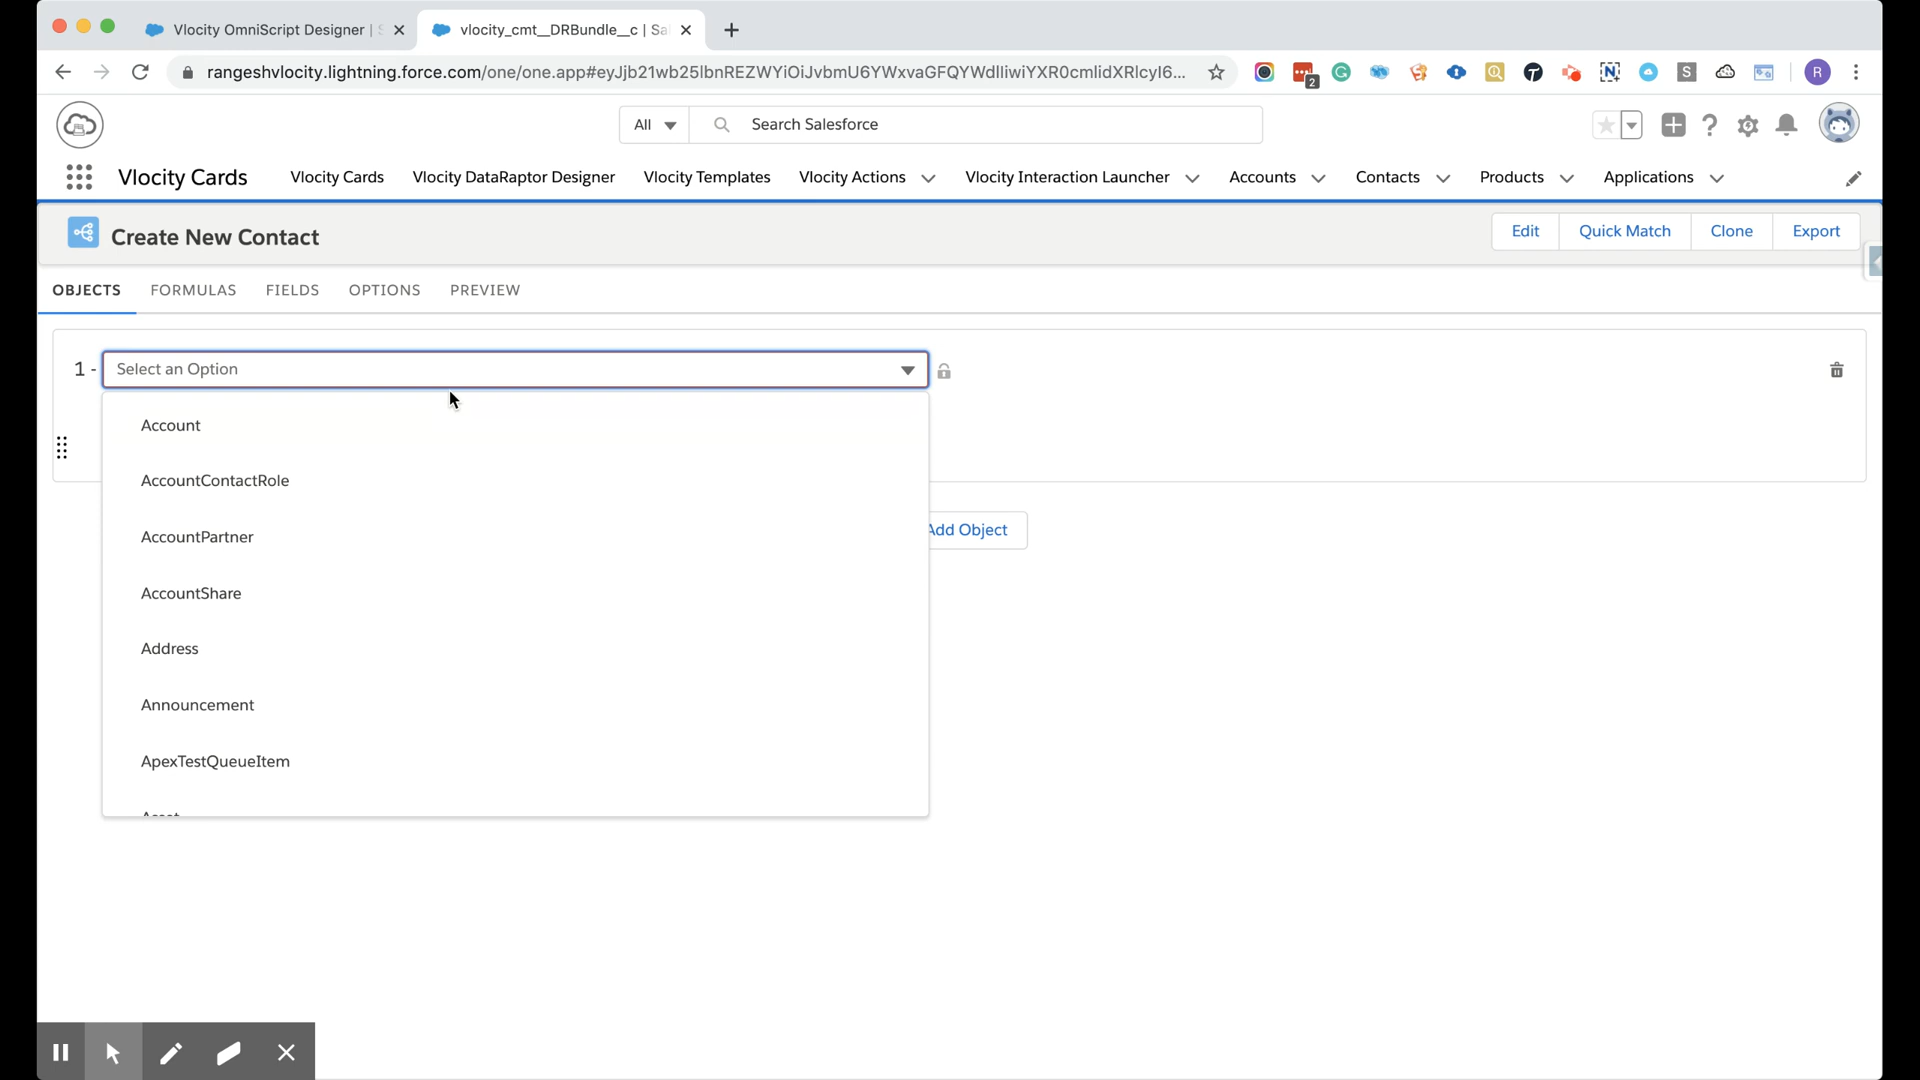 Vlocity OmniScript Designer | S
vlocity_cmt__DRBundle__c | Sa
rangeshvlocity.lightning.force.com/one/one.app#eyJjb21wb25lbnREZWYiOiJvbmU6YWxvaGFQYWdlIiwiYXR0cmlidXRlcyI6...
2
N
S
R
All
Search Salesforce
Vlocity Cards
Vlocity Cards
Vlocity DataRaptor Designer
Vlocity Templates
Vlocity Actions
Vlocity Interaction Launcher
Accounts
Contacts
Products
Applications
Create New Contact
Edit
Quick Match
Clone
Export
OBJECTS
FORMULAS
FIELDS
OPTIONS
PREVIEW
1 -
Select an Option
Account
AccountContactRole
AccountPartner
AccountShare
Address
Announcement
ApexTestQueueItem
Add Object